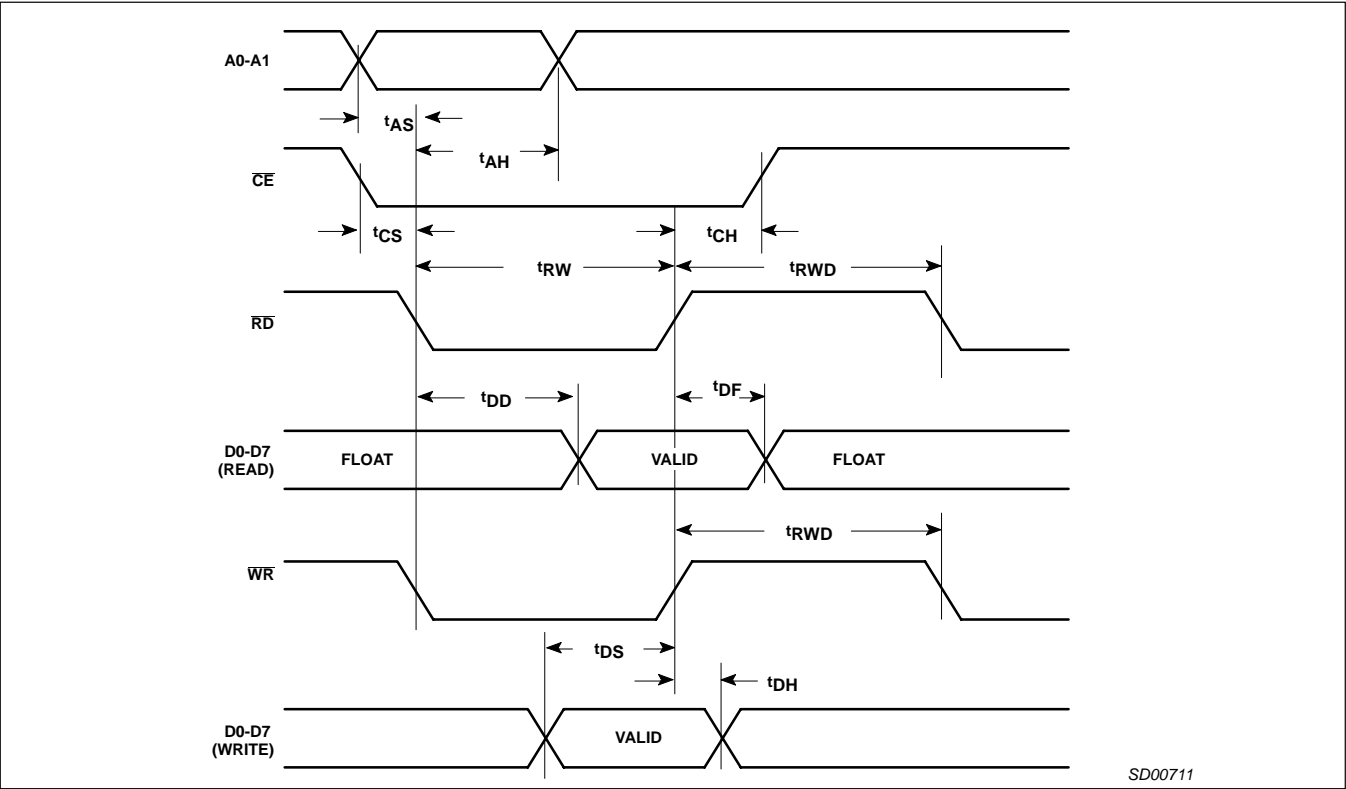 A0-A1
tAS
tAH
CE
tCS
tCH
tRW
tRWD
RD
tDD
tDF
D0-D7
(READ)
FLOAT
VALID
FLOAT
tRWD
WR
tDS
tDH
D0-D7
(WRITE)
VALID
SD00711